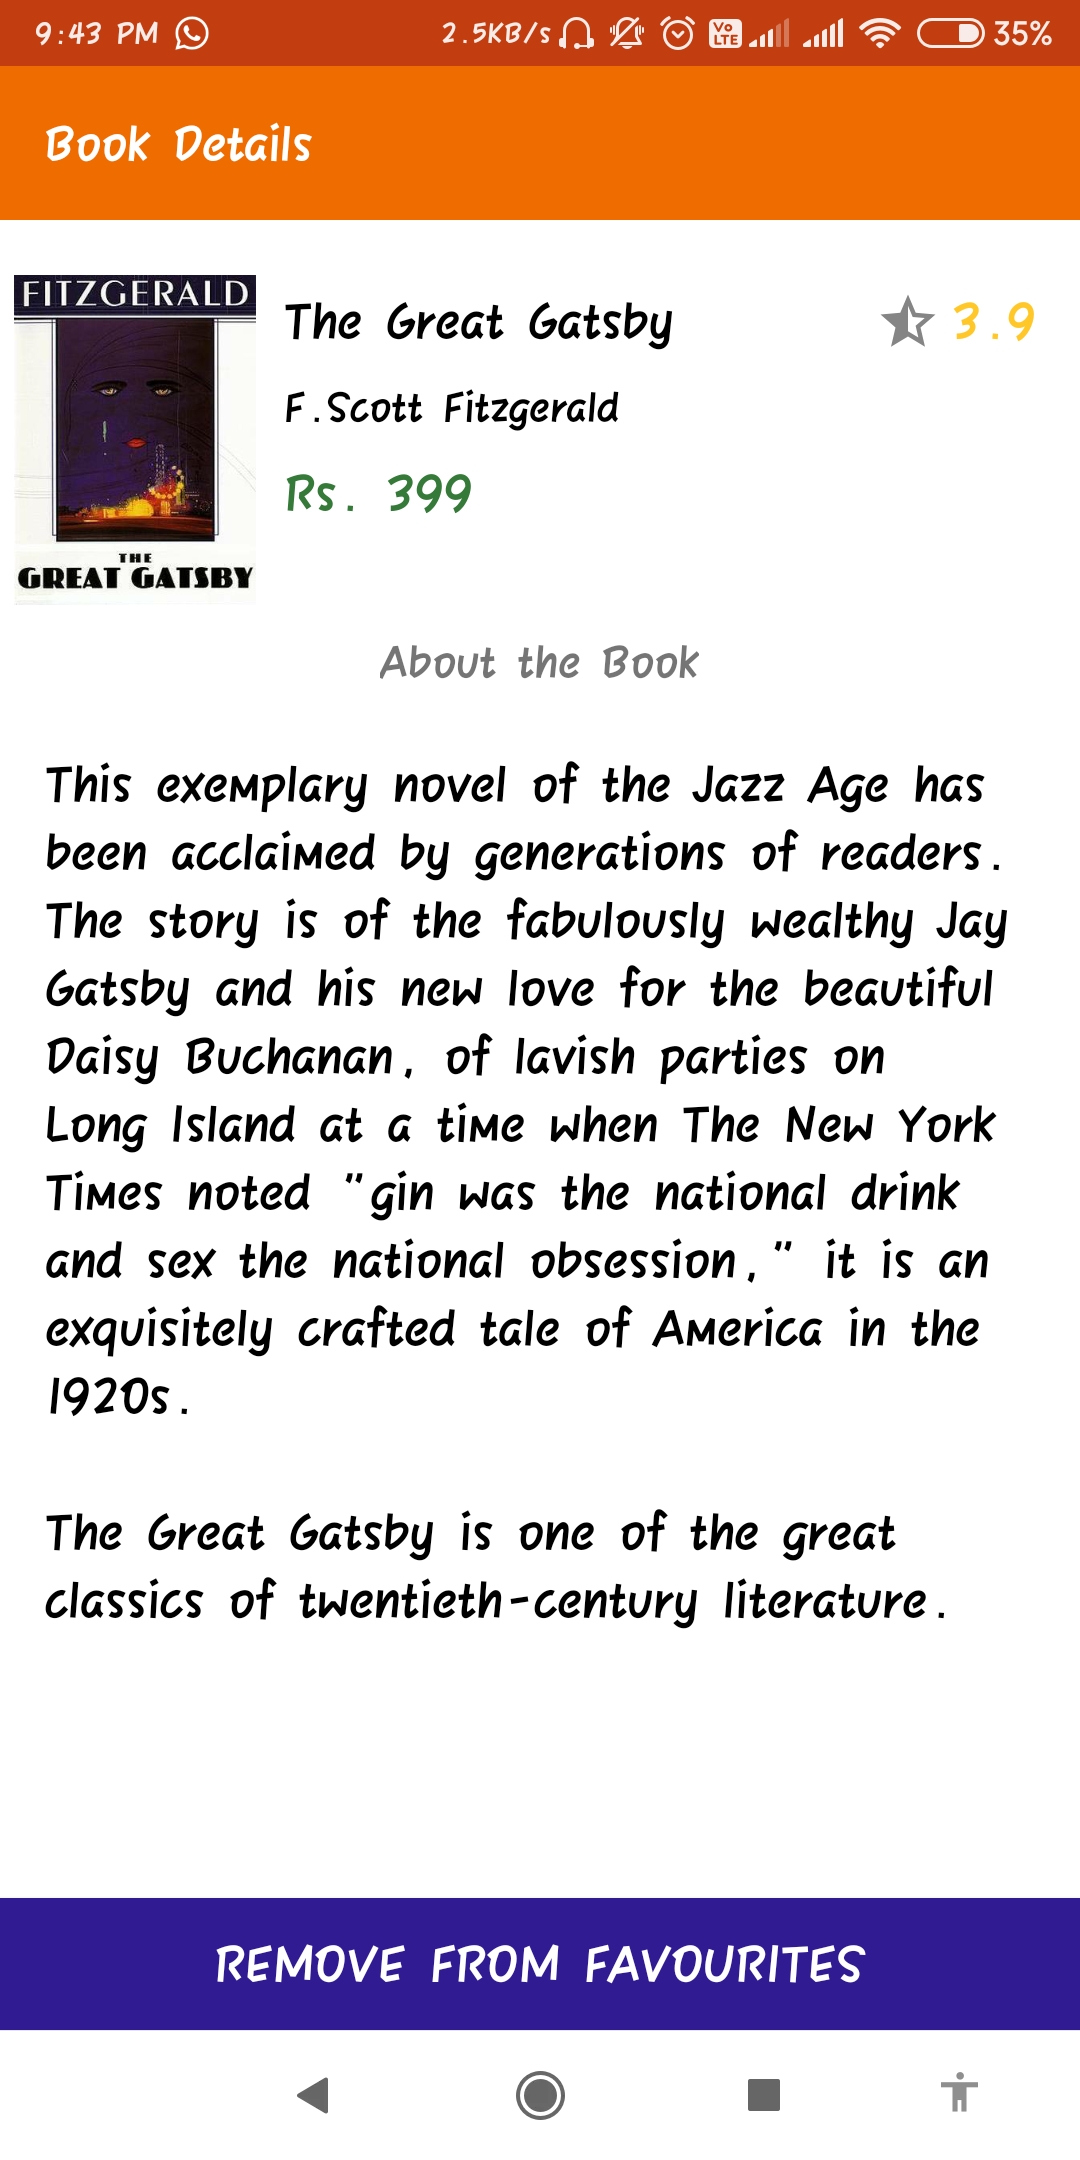 9:43 PM 2.5KB/s Vo LTE 35%
Book Details
FITZGERALD
THE
GREAT GATSBY
The Great Gatsby 3.9
F.Scott Fitzgerald
Rs. 399
About the Book
This exemplary novel of the Jazz Age has
been acclaimed by generations of readers.
The story is of the fabulously wealthy Jay
Gatsby and his new love for the beautiful
Daisy Buchanan, of lavish parties on
Long Island at a time when The New York
Times noted "gin was the national drink
and sex the national obsession," it is an
exquisitely crafted tale of America in the
1920s.
The Great Gatsby is one of the great
classics of twentieth-century literature.
REMOVE FROM FAVOURITES